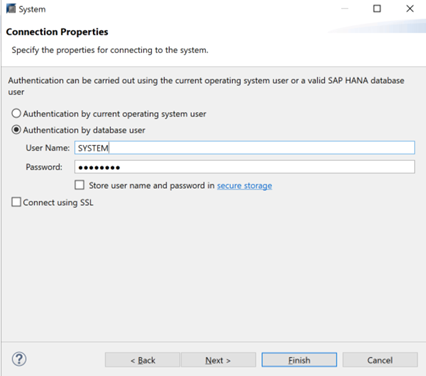 System
Connection Properties
Specify the properties for connecting to the system.
Authentication can be carried out using the current operating system user or a valid SAP HANA database
user
Authentication by current operating system user
Authentication by database user
User Name: SYSTEM
Password: ••••••••
Store user name and password in secure storage
Connect using SSL
? < Back Next > Finish Cancel